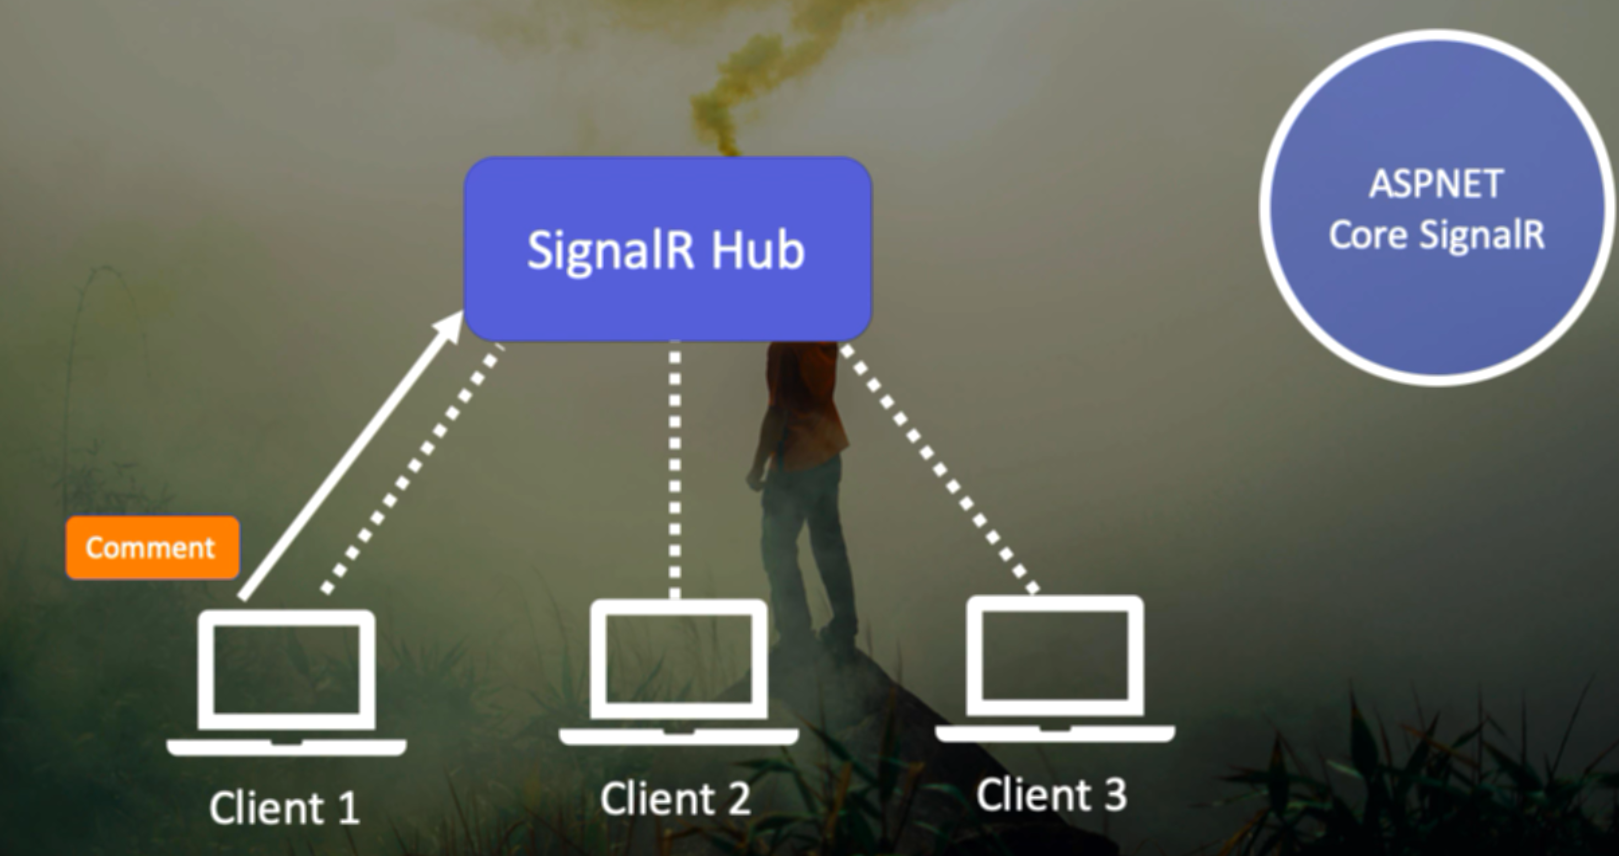 ASPNET
Core SignalR
SignalR Hub
Comment
Client 1
Client 2
Client 3